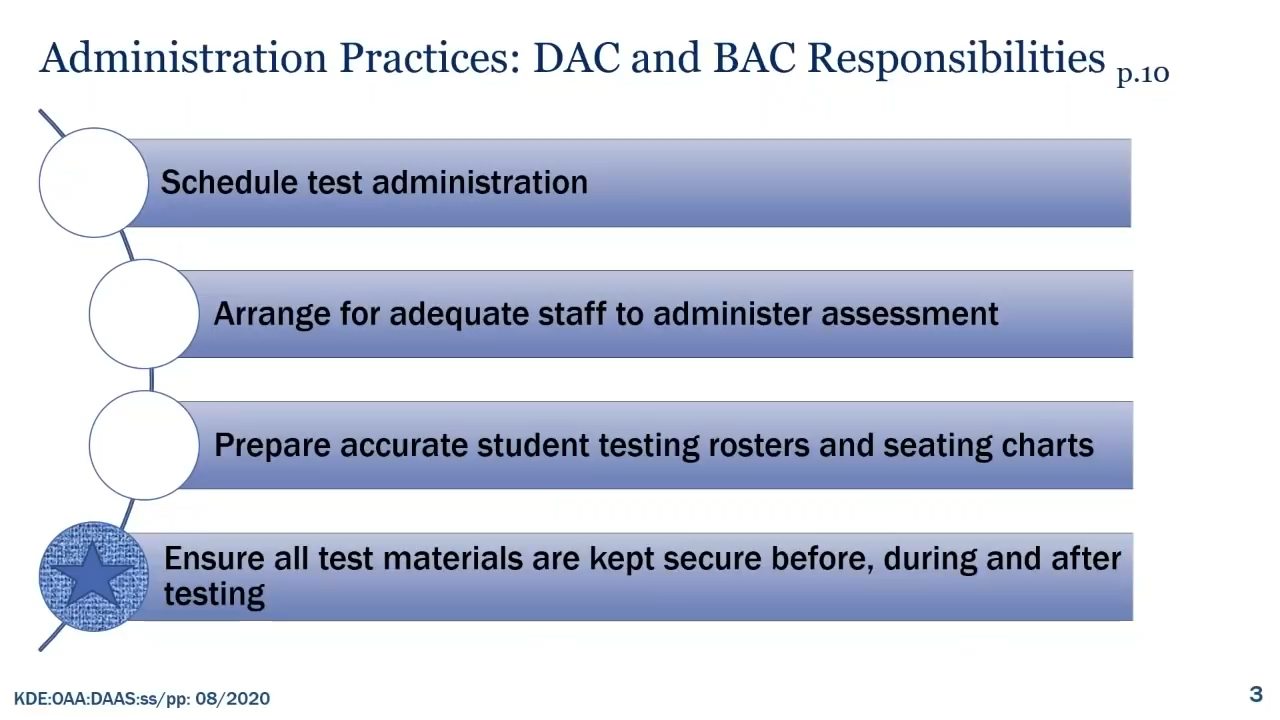 Administration Practices: DAC and BAC Responsibilities p.10
Schedule test administration
Arrange for adequate staff to administer assessment
Prepare accurate student testing rosters and seating charts
Ensure all test materials are kept secure before, during and after
testing
KDE:OAA:DAAS:ss/pp: 08/2020
3